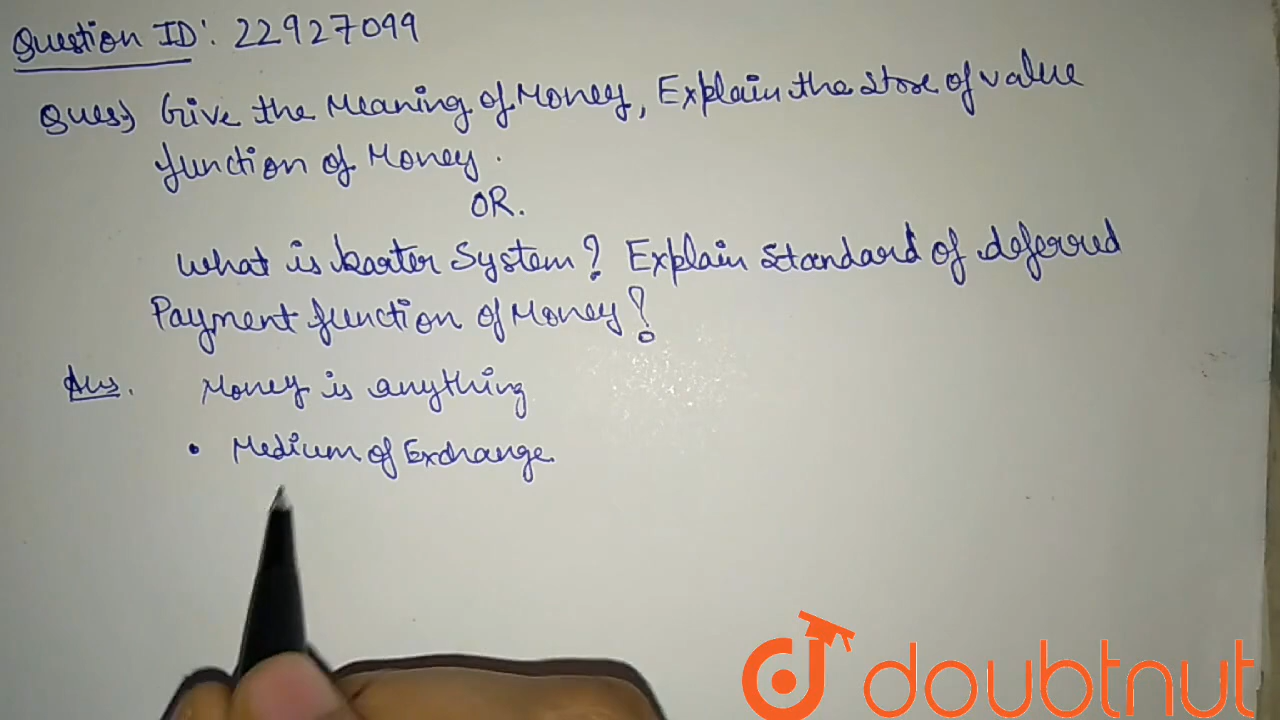 Question ID: 22927099
Ques) Give the Meaning of Money, Explain the store of value
function of Money.
OR.
What is barter System? Explain standard of deferred
Payment function of Money?
Ans. Money is anything
• Medium of Exchange
doubtnut